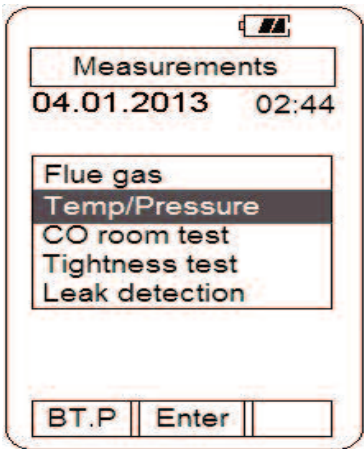 Measurements
04.01.2013 02:44
Flue gas
Temp/Pressure
CO room test
Tightness test
Leak detection
BT.P Enter